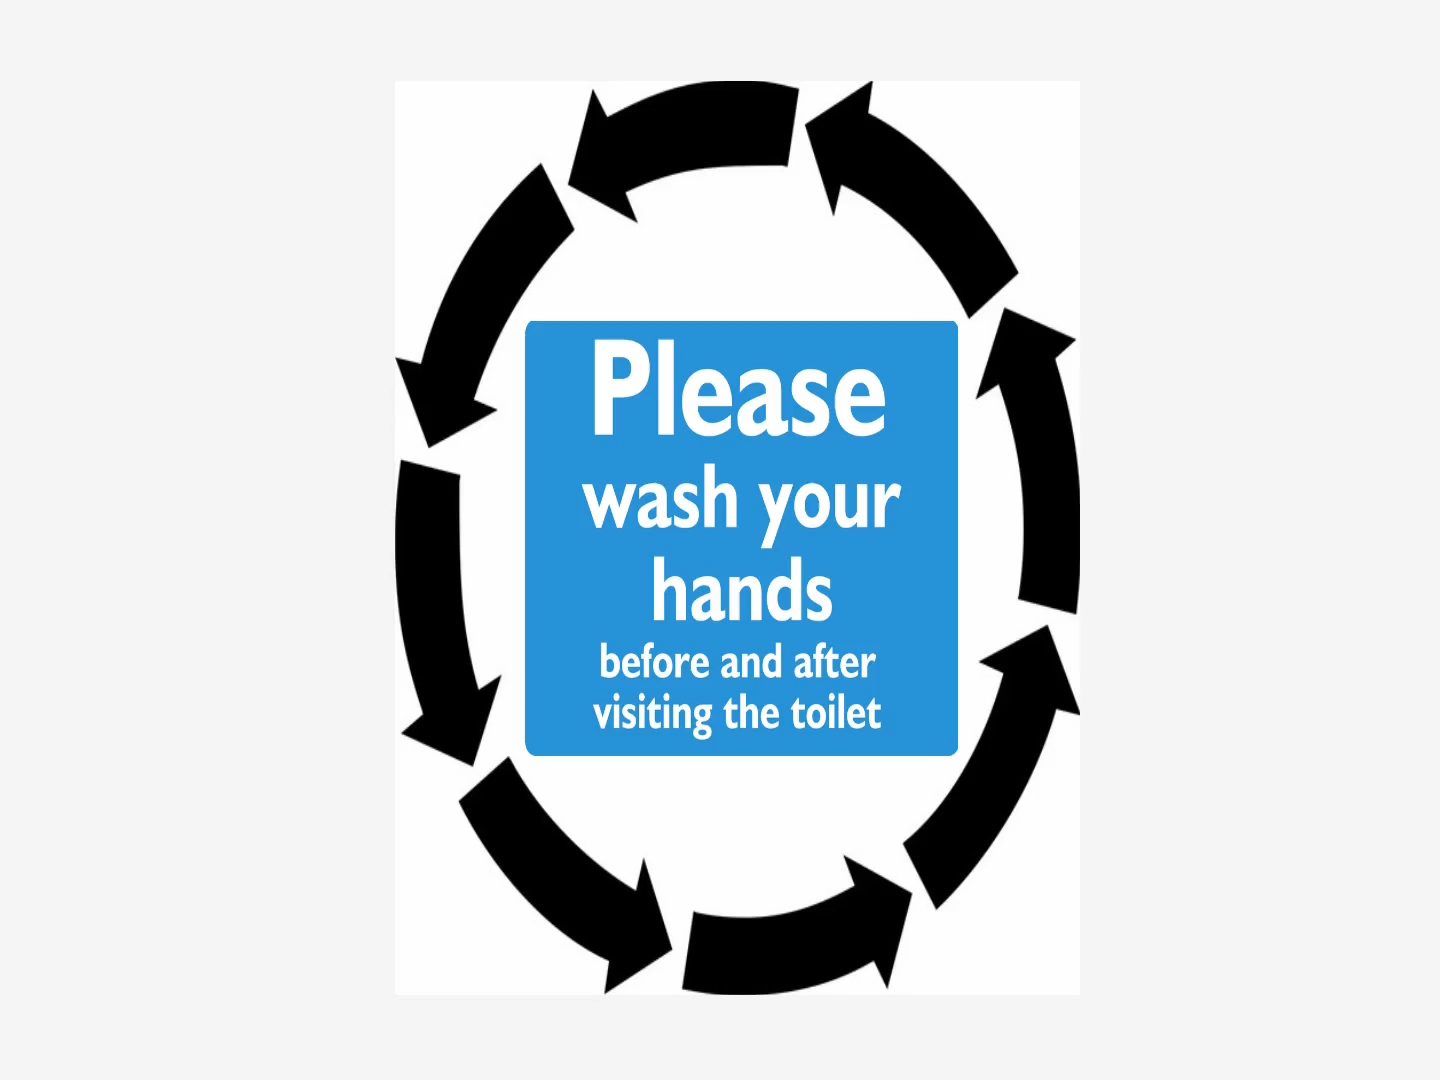 Please
wash your
hands
before and after
visiting the toilet